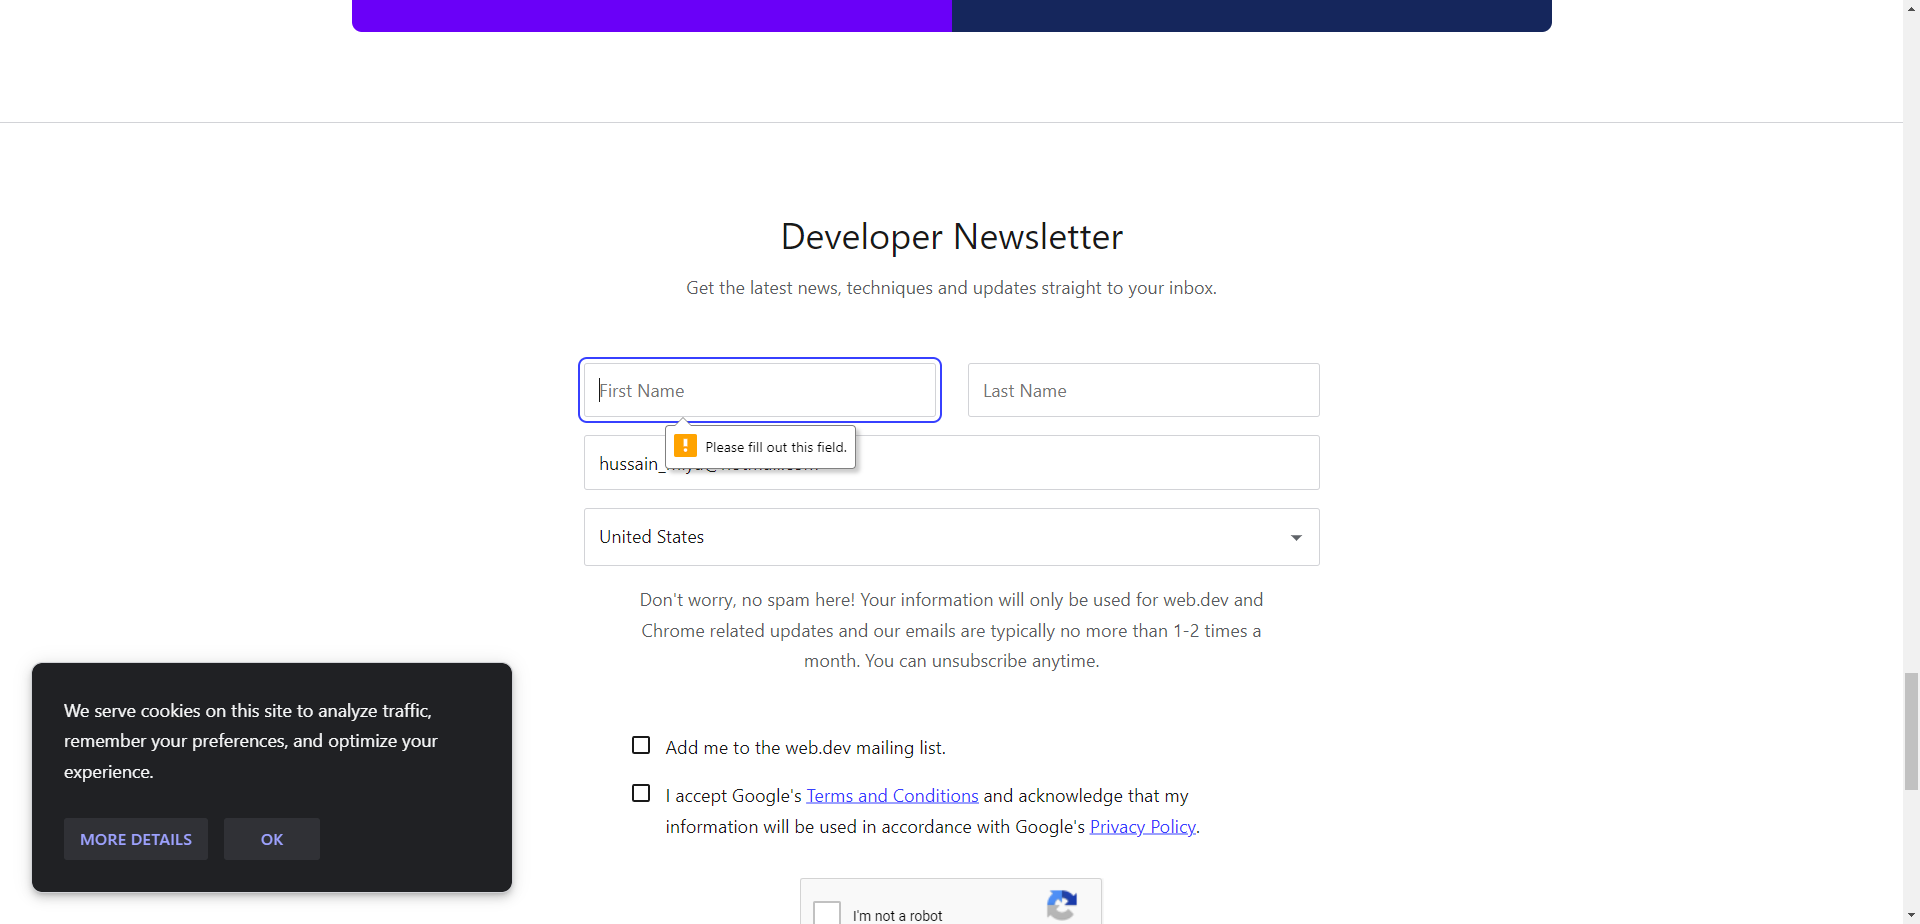 Developer Newsletter
Get the latest news, techniques and updates straight to your inbox.
First Name
Last Name
Please fill out this field.
hussain_
United States
Don't worry, no spam here! Your information will only be used for web.dev and
Chrome related updates and our emails are typically no more than 1-2 times a
month. You can unsubscribe anytime.
We serve cookies on this site to analyze traffic,
remember your preferences, and optimize your
experience.
MORE DETAILS
OK
Add me to the web.dev mailing list.
I accept Google's Terms and Conditions and acknowledge that my
information will be used in accordance with Google's Privacy Policy.
I'm not a robot